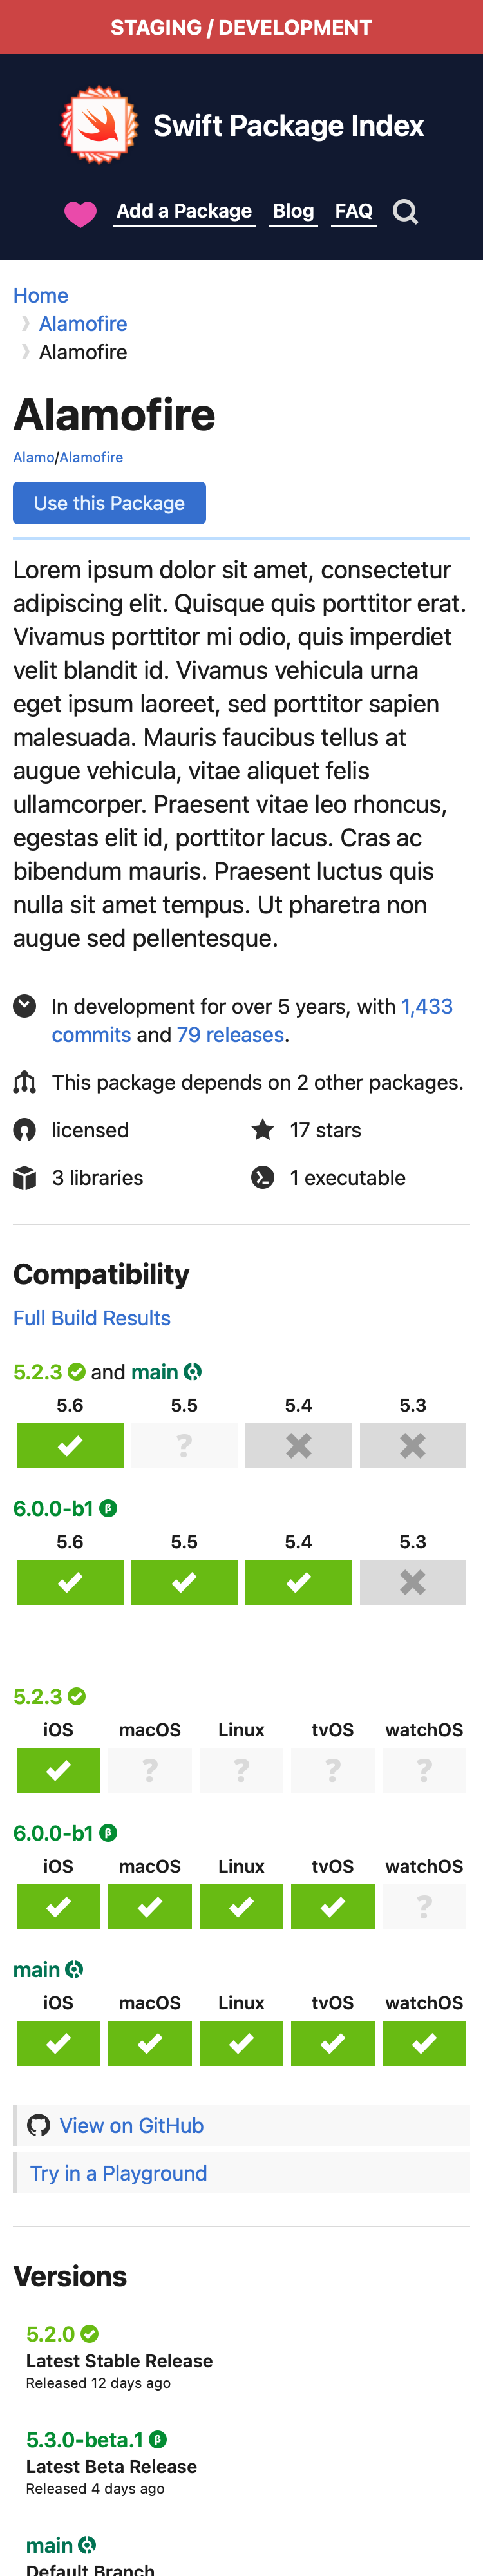 STAGING / DEVELOPMENT
Swift Package Index
Add a Package Blog FAQ
Home
Alamofire
Alamofire
Alamofire
Alamo/Alamofire
Use this Package
Lorem ipsum dolor sit amet, consectetur
adipiscing elit. Quisque quis porttitor erat.
Vivamus porttitor mi odio, quis imperdiet
velit blandit id. Vivamus vehicula urna
eget ipsum laoreet, sed porttitor sapien
malesuada. Mauris faucibus tellus at
augue vehicula, vitae aliquet felis
ullamcorper. Praesent vitae leo rhoncus,
egestas elit id, porttitor lacus. Cras ac
bibendum mauris. Praesent luctus quis
nulla sit amet tempus. Ut pharetra non
augue sed pellentesque.
In development for over 5 years, with 1,433
commits and 79 releases.
This package depends on 2 other packages.
licensed 17 stars
3 libraries 1 executable
Compatibility
Full Build Results
5.2.3 and main
5.6 5.5 5.4 5.3
?
6.0.0-b1 β
5.6 5.5 5.4 5.3
5.2.3
iOS macOS Linux tvOS watchOS
? ? ? ?
6.0.0-b1 β
iOS macOS Linux tvOS watchOS
?
main
iOS macOS Linux tvOS watchOS
View on GitHub
Try in a Playground
Versions
5.2.0
Latest Stable Release
Released 12 days ago
5.3.0-beta.1 β
Latest Beta Release
Released 4 days ago
main
Default Branch